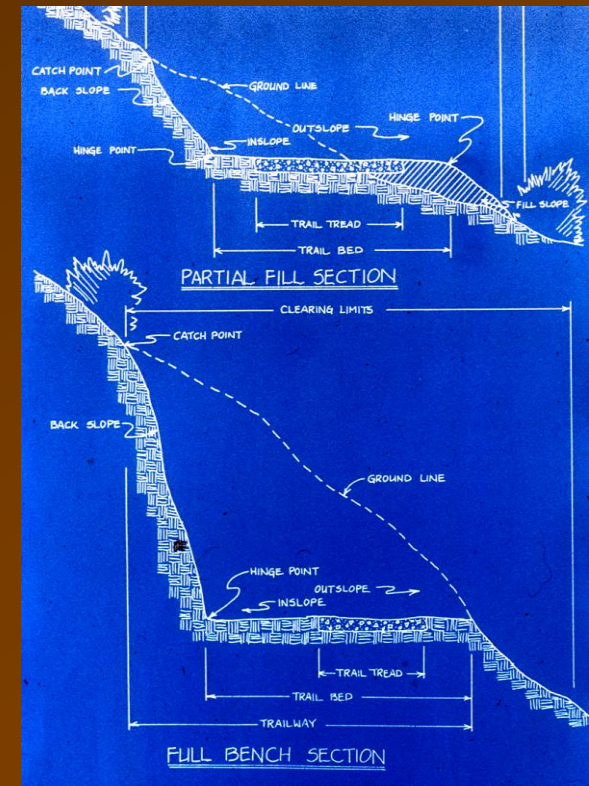 CATCH POINT
GROUND LINE
BACK SLOPE
HINGE POINT
OUTSLOPE
INSLOPE
HINGE POINT
FILL SLOPE
TRAIL TREAD
TRAIL BED
PARTIAL FILL SECTION
CLEARING LIMITS
CATCH POINT
BACK SLOPE
GROUND LINE
HINGE POINT
OUTSLOPE
INSLOPE
TRAIL TREAD
TRAIL BED
TRAILWAY
FULL BENCH SECTION